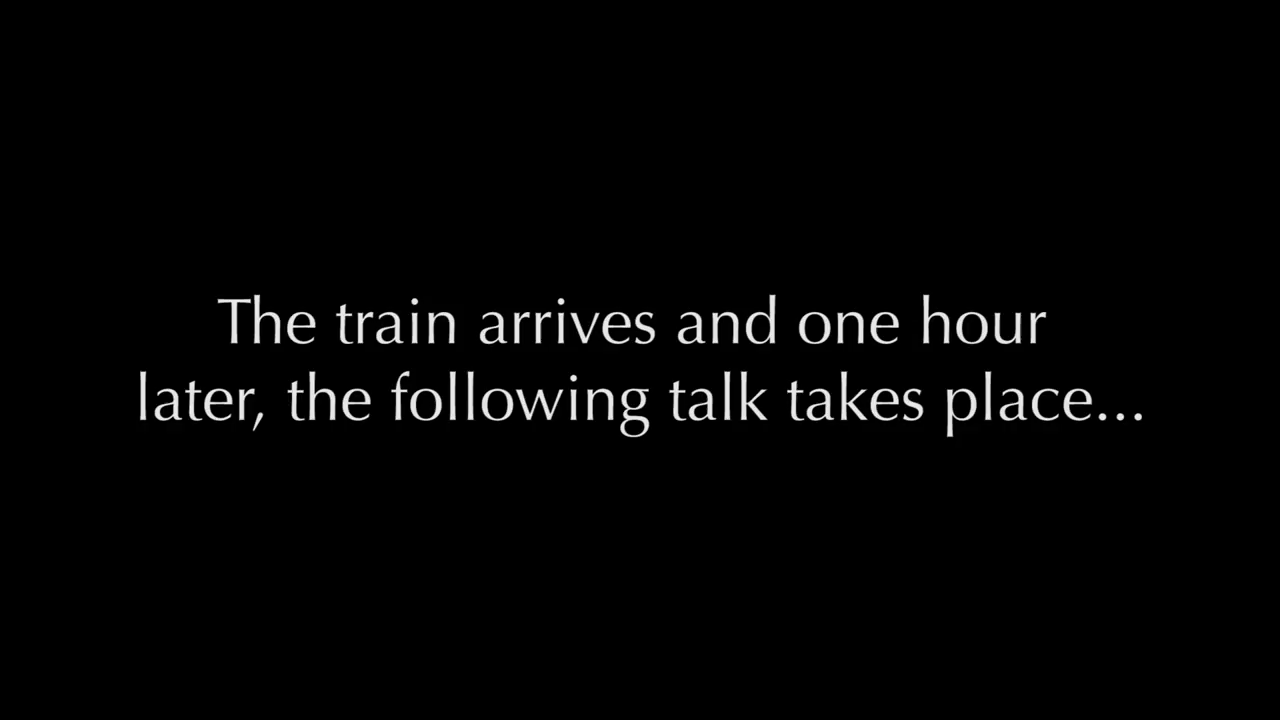 The train arrives and one hour
later, the following talk takes place...